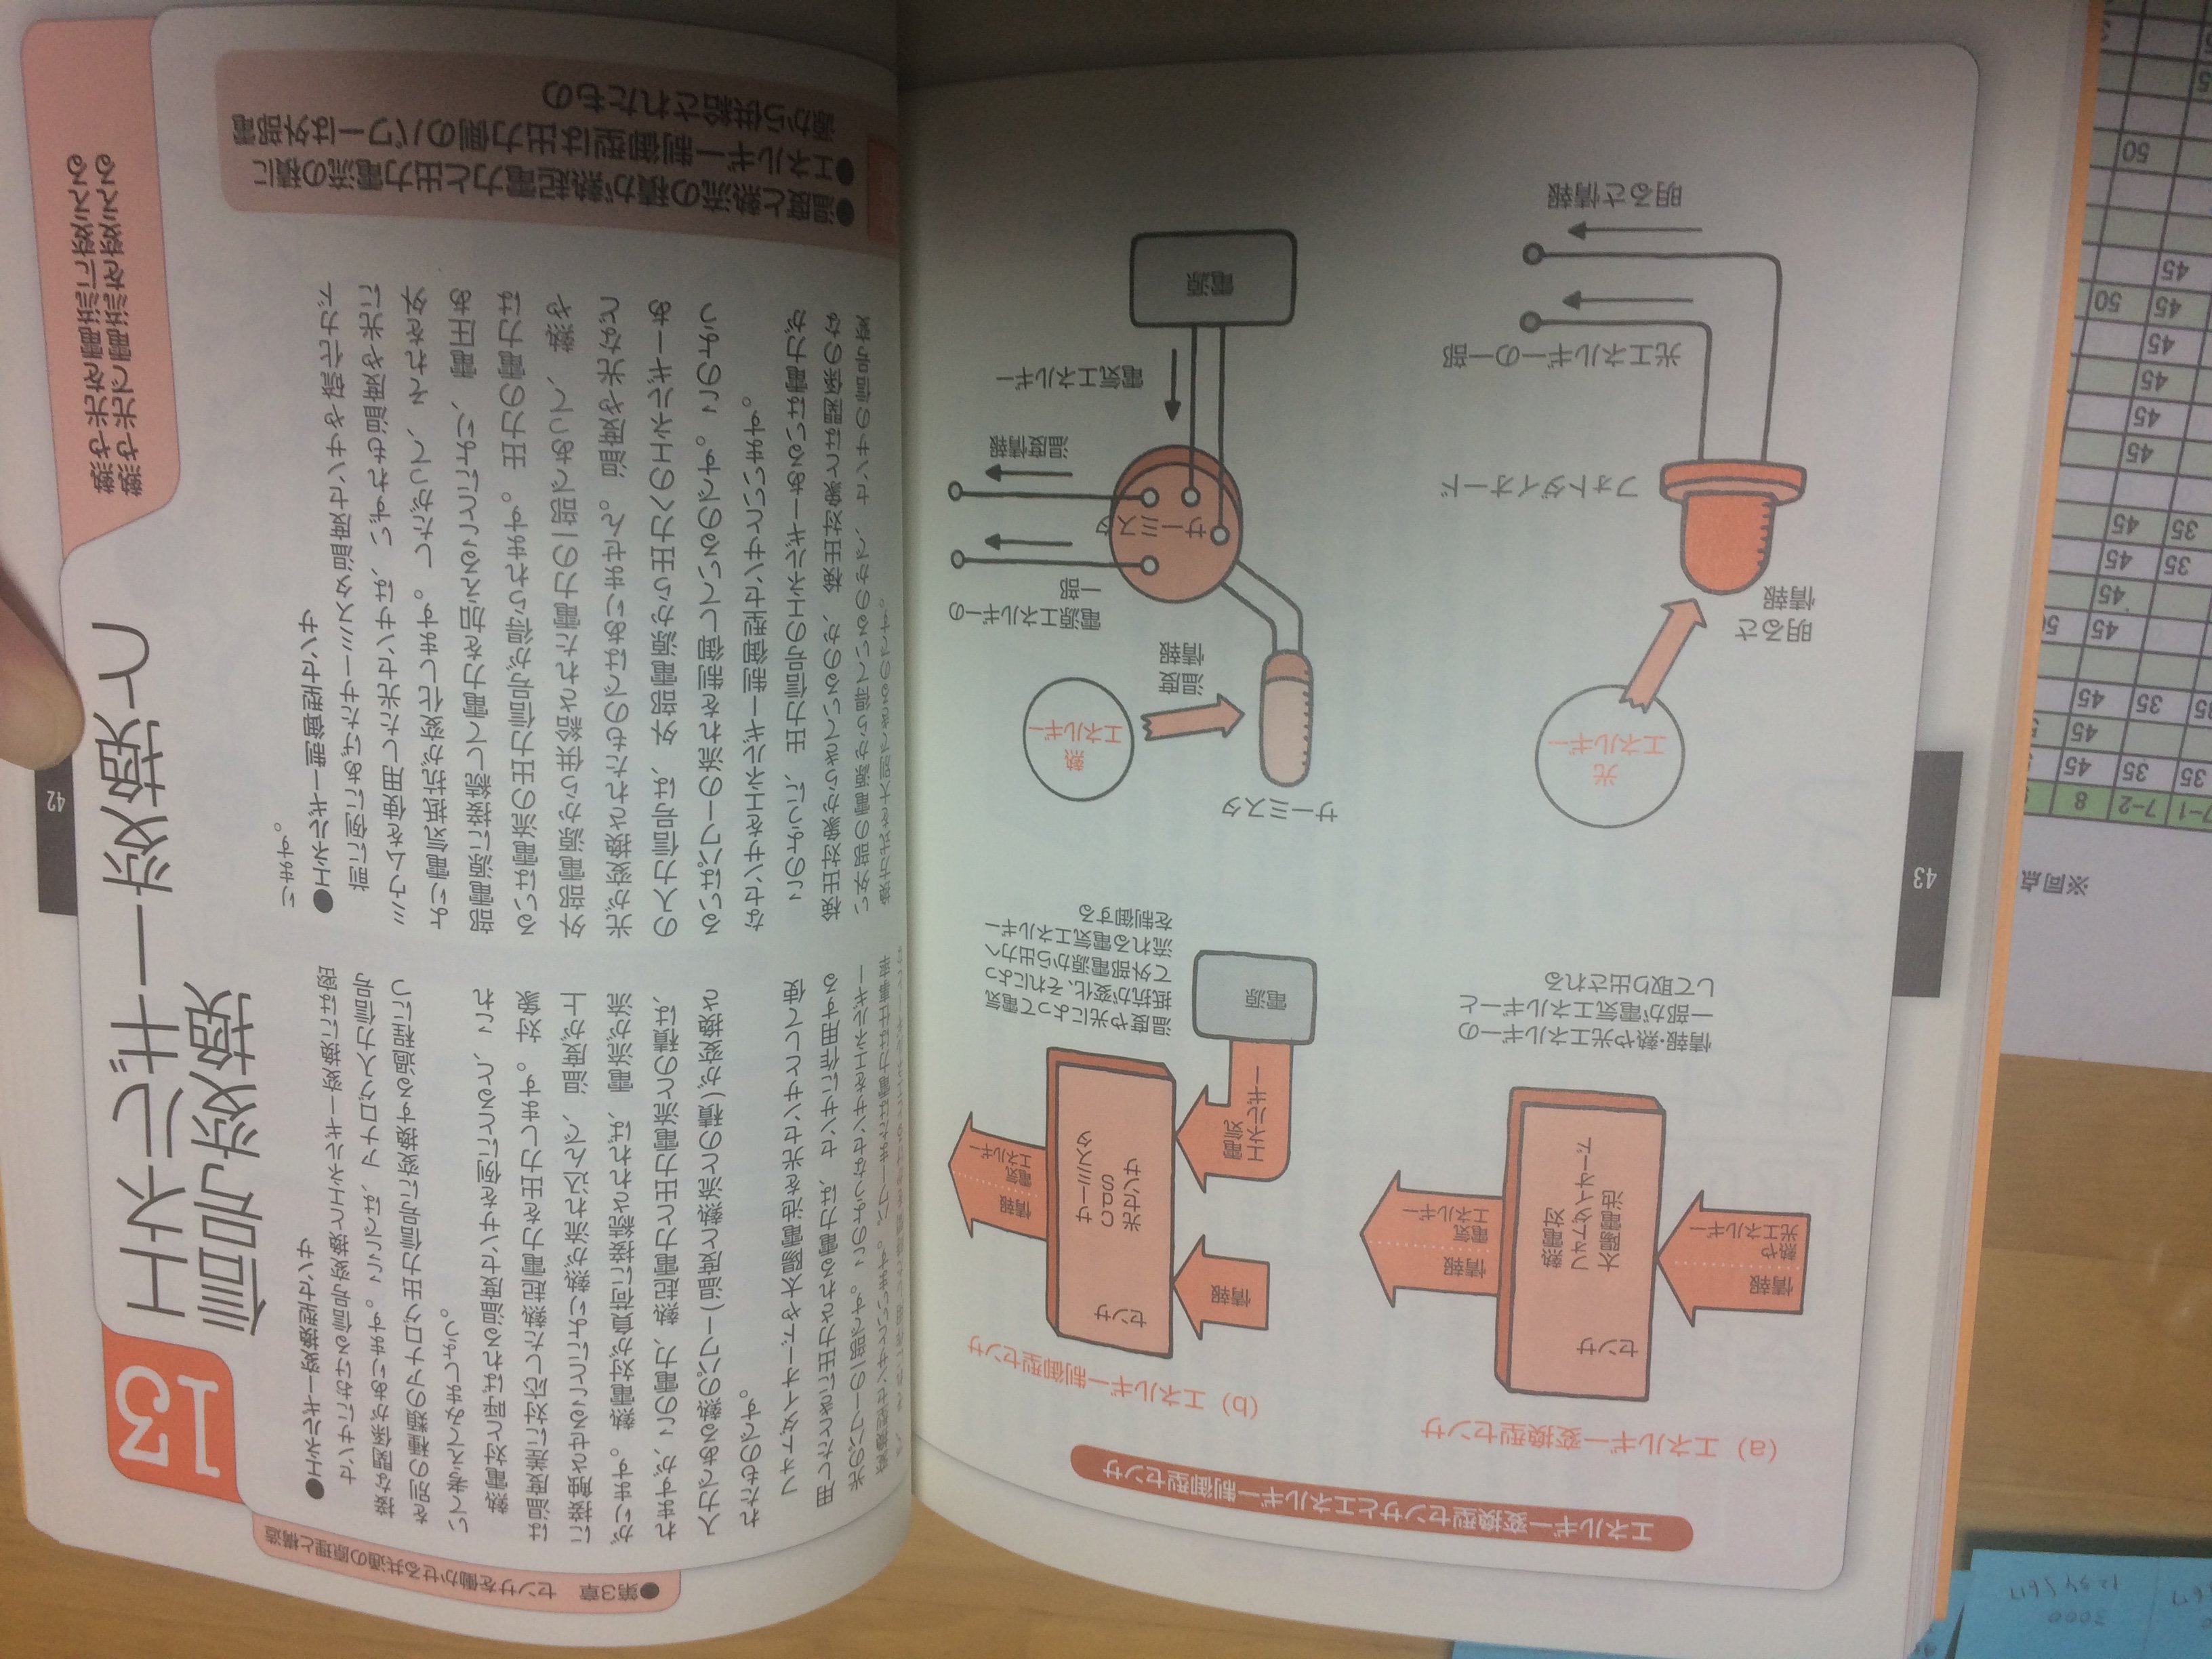 ●第3章 センサを働かせる共通の原理と構造
13
エネルギー変換と
信号変換
42
熱や光を電流に変える
熱や光で電流を変える
●エネルギー変換型センサ
センサにおける信号変換とエネルギー変換には密
接な関係があります。ここでは、アナログ入力信号
を別の種類のアナログ出力信号に変換する過程につ
いて考えてみましょう。
熱電対と呼ばれる温度センサを例にとると、これ
は温度差に対応した熱起電力を出力します。対象
に接触させることにより熱が流れ込んで、温度が上
がります。熱電対が負荷に接続されれば、電流が流
れますが、この電力、熱起電力と出力電流との積は、
入力である熱のパワー(温度と熱流との積)が変換さ
れたものです。
フォトダイオードや太陽電池を光センサとして使
用したときに出力される電力は、センサに作用する
光のパワーの一部です。このようなセンサをエネルギー
変換型センサといいます。パワーまたは電力は仕事率
ります。
●エネルギー制御型センサ
前に例にあげたサーミスタ温度センサや硫化カド
ミウムを使用した光センサは、いずれも温度や光に
より電気抵抗が変化します。したがって、それを外
部電源に接続して電力を加えることにより、電圧あ
るいは電流の出力信号が得られます。出力の電力は
外部電源から供給された電力の一部であって、熱や
光が変換されたものではありません。温度や光など
の入力信号は、外部電源から出力へのエネルギーあ
るいはパワーの流れを制御しているのです。このよう
なセンサをエネルギー制御型センサといいます。
このように、出力信号のエネルギーあるいは電力が
検出対象からきているのか、検出対象とは関係のな
い外部の電源から得ているのかで、センサの信号変
換方式を大別できるのです。
●温度と熱流の積が熱起電力と出力電流の積に
●エネルギー制御型は出力側のパワーは外部電
源から供給されたもの
エネルギー変換型センサとエネルギー制御型センサ
(a) エネルギー変換型センサ
センサ
情報
熱や
光エネルギー
熱電対
フォトダイオード
太陽電池
情報
電気
エネルギー
情報・熱や光エネルギーの
一部が電気エネルギーと
して取り出される
(b) エネルギー制御型センサ
センサ
情報
サーミスタ
CdS
光センサ
情報
電気
エネルギー
電気
エネルギー
電源
温度や光によって電気
抵抗が変化、それによっ
て外部電源から出力へ
流れる電気エネルギー
を制御する
43
光
エネルギー
明るさ
情報
フォトダイオード
光エネルギーの一部
明るさ情報
サーミスタ
熱
エネルギー
温度
情報
電源エネルギーの
一部
サーミスタ
温度情報
電気エネルギー
電源
3000
1234567
※同点
7-1 7-2 8
35 35 45
45
35 35 45
45 50
45
35 45
35 45
45
45
45
45
45 50
45
50